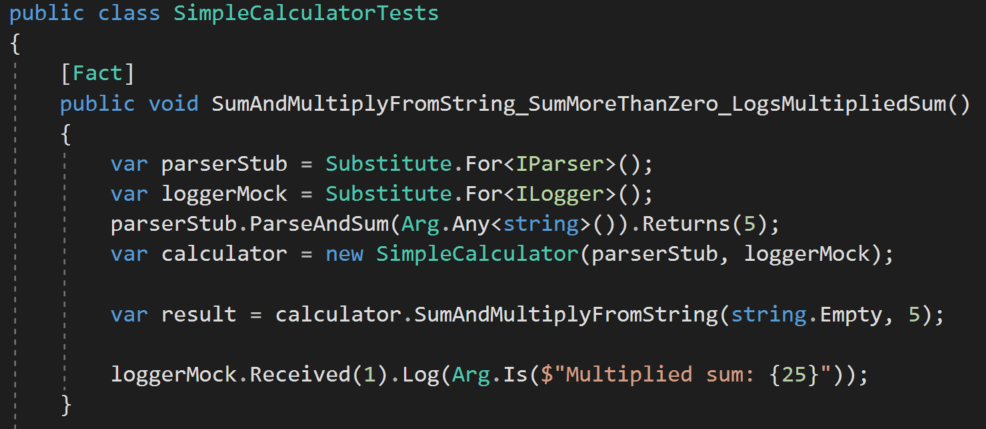 public class SimpleCalculatorTests
{
[Fact]
public void SumAndMultiplyFromString_SumMoreThanZero_LogsMultipliedSum()
{
var parserStub = Substitute.For<IParser>();
var loggerMock = Substitute.For<ILogger>();
parserStub.ParseAndSum(Arg.Any<string>()).Returns(5);
var calculator = new SimpleCalculator(parserStub, loggerMock);
var result = calculator.SumAndMultiplyFromString(string.Empty, 5);
loggerMock.Received(1).Log(Arg.Is($"Multiplied sum: {25}"));
}